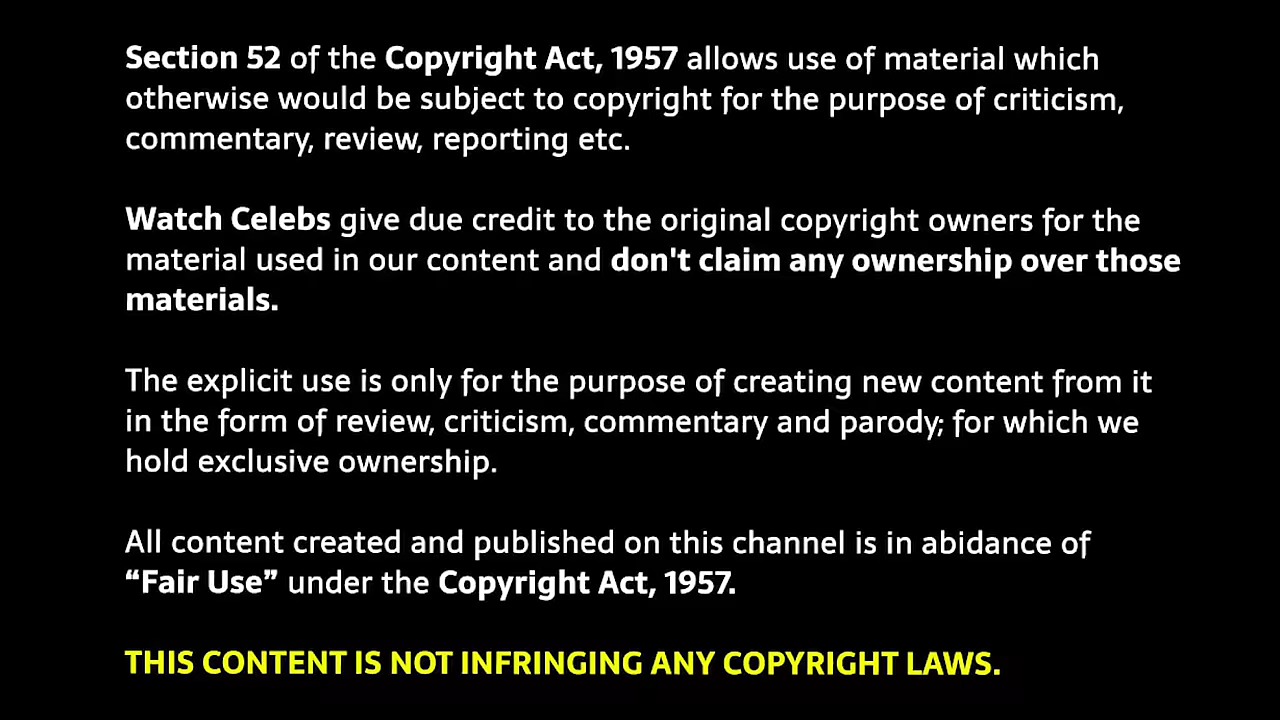 Section 52 of the Copyright Act, 1957 allows use of material which
otherwise would be subject to copyright for the purpose of criticism,
commentary, review, reporting etc.
Watch Celebs give due credit to the original copyright owners for the
material used in our content and don't claim any ownership over those
materials.
The explicit use is only for the purpose of creating new content from it
in the form of review, criticism, commentary and parody; for which we
hold exclusive ownership.
All content created and published on this channel is in abidance of
“Fair Use” under the Copyright Act, 1957.
THIS CONTENT IS NOT INFRINGING ANY COPYRIGHT LAWS.